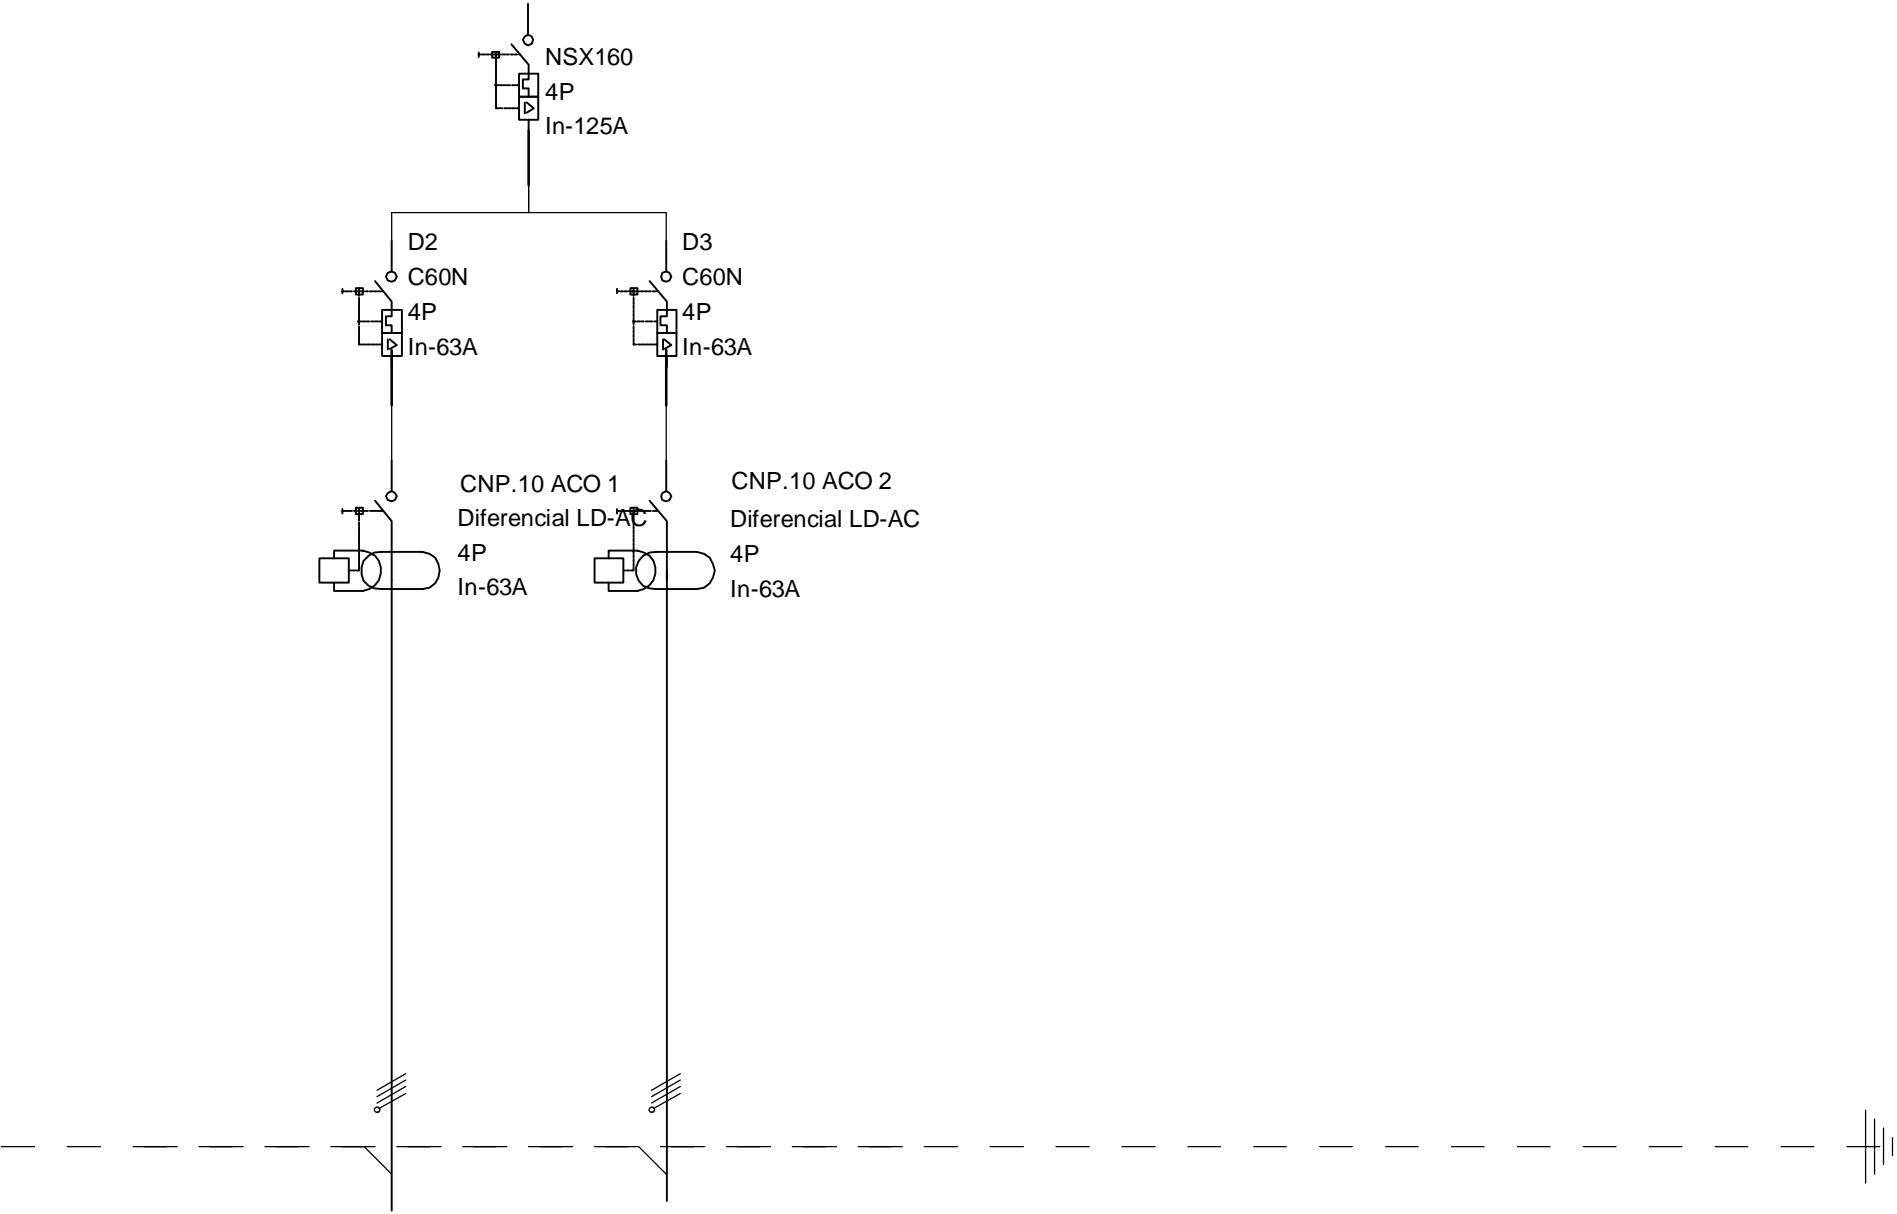 NSX160
4P
In-125A
D2
C60N
4P
In-63A
D3
C60N
4P
In-63A
CNP.10 ACO 1
Diferencial LD-AC
4P
In-63A
CNP.10 ACO 2
Diferencial LD-AC
4P
In-63A